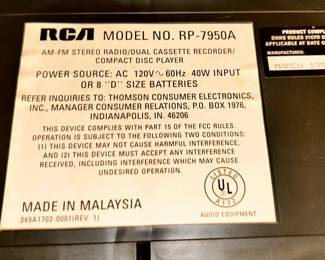 RCA MODEL NO. RP-7950A
AM-FM STEREO RADIO/DUAL CASSETTE RECORDER/
COMPACT DISC PLAYER
POWER SOURCE: AC 120V~60Hz 40W INPUT
OR 8 "D" SIZE BATTERIES
REFER INQUIRIES TO: THOMSON CONSUMER ELECTRONICS,
INC., MANAGER CONSUMER RELATIONS, P.O. BOX 1976,
INDIANAPOLIS, IN. 46206
THIS DEVICE COMPLIES WITH PART 15 OF THE FCC RULES.
OPERATION IS SUBJECT TO THE FOLLOWING TWO CONDITIONS:
(1) THIS DEVICE MAY NOT CAUSE HARMFUL INTERFERENCE,
AND (2) THIS DEVICE MUST ACCEPT ANY INTERFERENCE
RECEIVED, INCLUDING INTERFERENCE WHICH MAY CAUSE
UNDESIRED OPERATION.
MADE IN MALAYSIA
349A1702-0001(REV. 1)
LISTED
UL
AUDIO EQUIPMENT
PRODUCT COMPL
DHHS RULES 21CFR
APPLICABLE AT DATE
MANUFACTURED:
MARCH 199